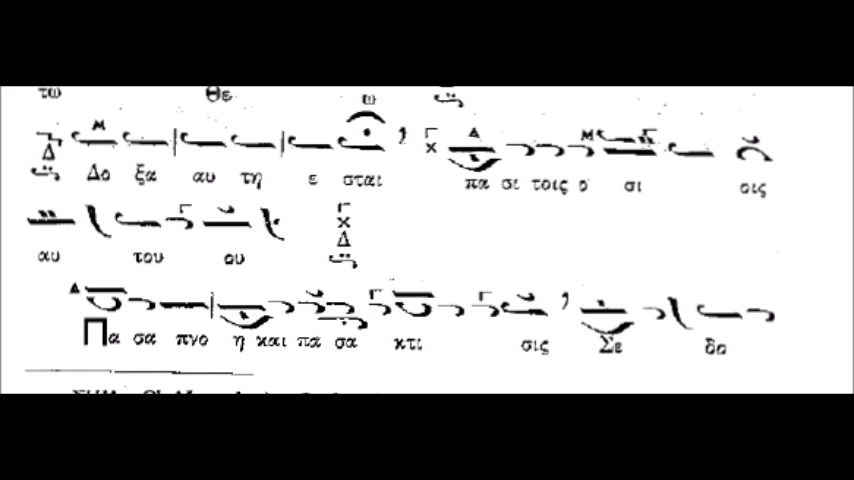 τω Θε ω
Δο ξα αυ τη ε σται πα σι τοις ο σι οις
αυ του ου
Πα σα πνο η και πα σα κτι σις Σε δο